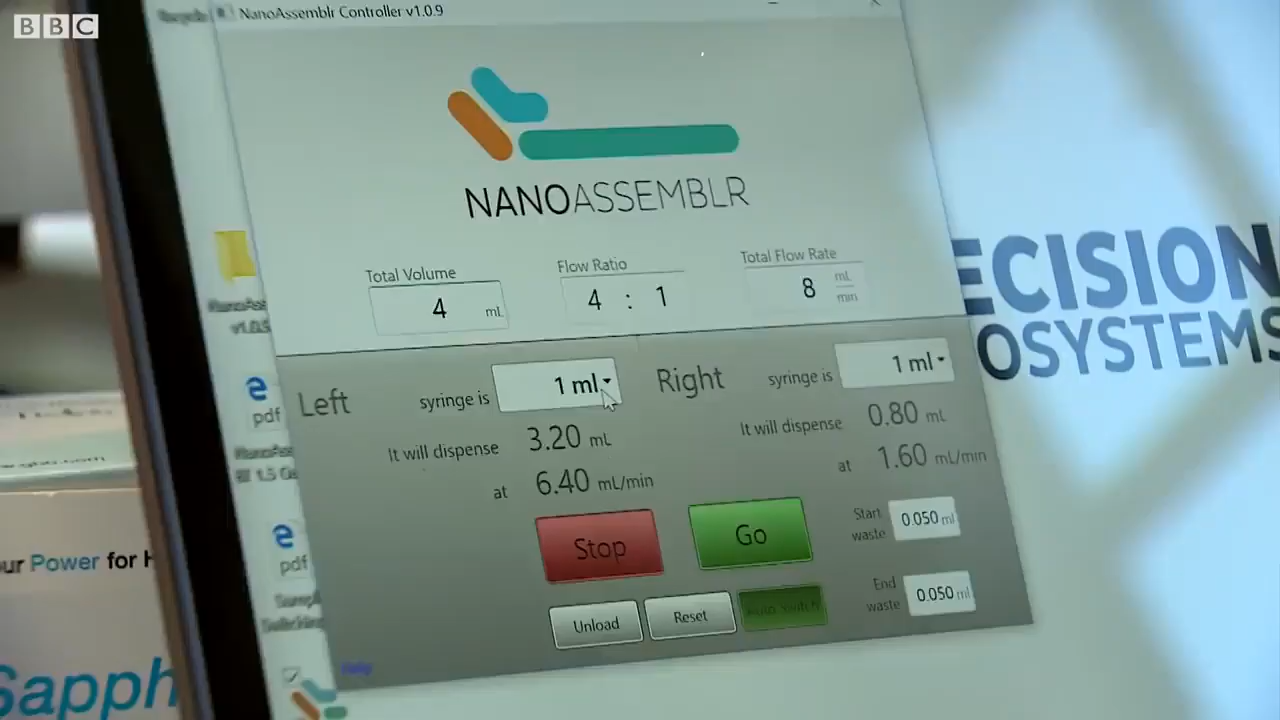 BBC
NanoAssemblr Controller v1.0.9
NANOASSEMBLR
Total Volume
4 mL
Flow Ratio
4 : 1
Total Flow Rate
8 mL
min
Left
syringe is
1 ml
It will dispense
3.20 mL
at
6.40 mL/min
Right
syringe is
1 ml
It will dispense
0.80 mL
at
1.60 mL/min
Stop
Go
Start
waste
0.050 ml
Unload
Reset
Auto Switch
End
waste
0.050 ml
Help
ECISION
OSYSTEMS
pdf
pdf
ur Power for H
Sapph